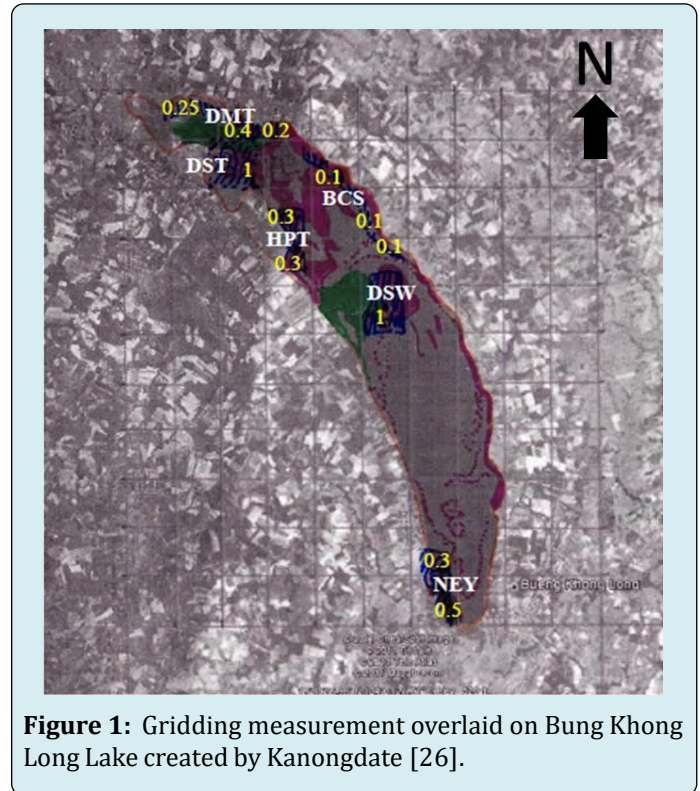 N
0.25
DMT
0.4 0.2
DST 1
0.1
BCS
0.3
0.1
HPT
0.1
0.3
DSW
1
0.3
NEY
Bueng Khong Long
0.5
Figure 1: Gridding measurement overlaid on Bung Khong
Long Lake created by Kanongdate [26].